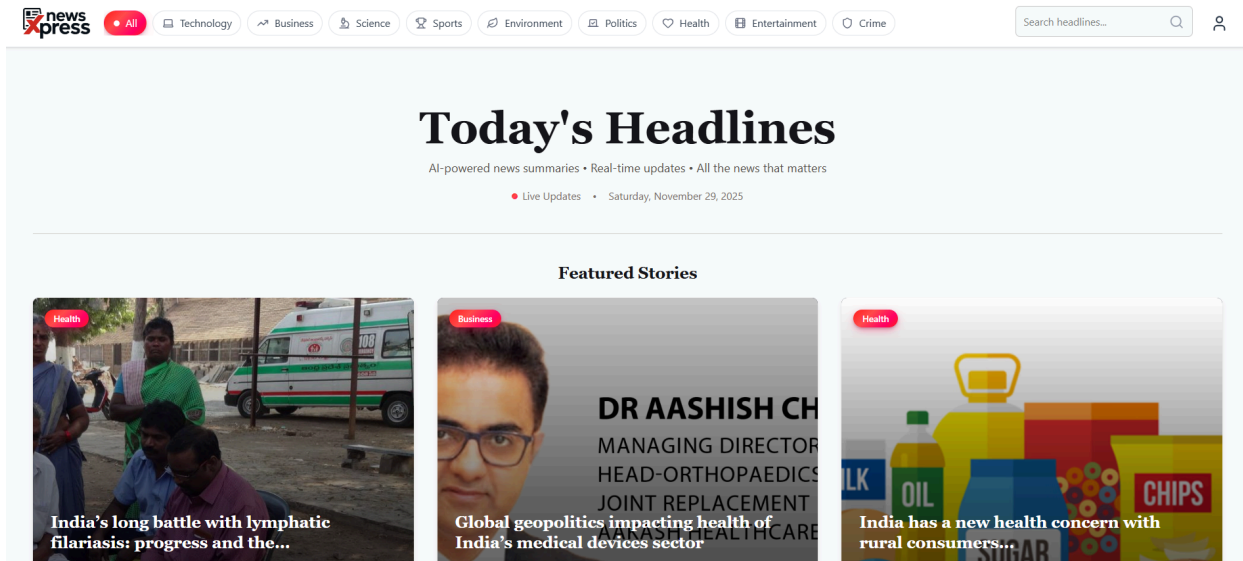 news
Xpress
All
Technology
Business
Science
Sports
Environment
Politics
Health
Entertainment
Crime
Search headlines...
Today's Headlines
AI-powered news summaries • Real-time updates • All the news that matters
Live Updates • Saturday, November 29, 2025
Featured Stories
Health
108
India’s long battle with lymphatic
filariasis: progress and the...
Business
DR AASHISH CH
MANAGING DIRECTOR
HEAD-ORTHOPAEDICS
JOINT REPLACEMENT
AAKASH HEALTHCARE
Global geopolitics impacting health of
India’s medical devices sector
Health
LK
OIL
SUGAR
CHIPS
India has a new health concern with
rural consumers...